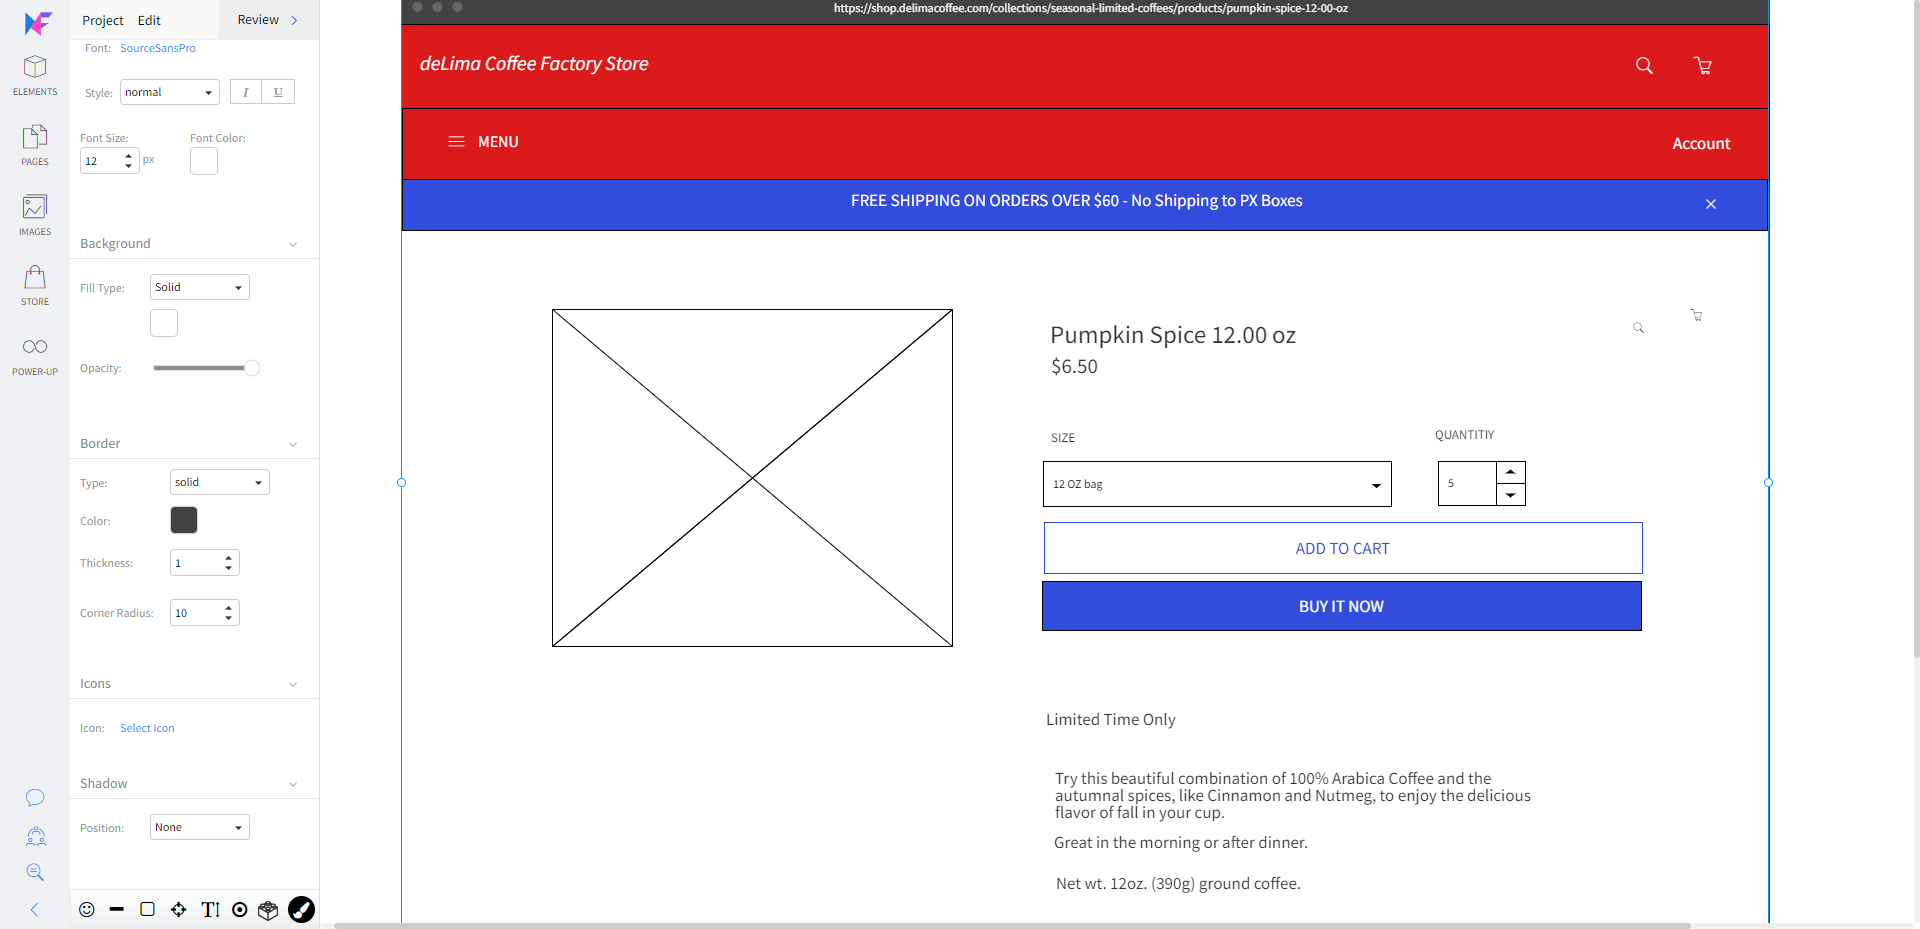 Project
Edit
Review
Font:
SourceSansPro
Style:
normal
I
U
Font Size:
Font Color:
12
px
Background
Fill Type:
Solid
Opacity:
Border
Type:
solid
Color:
Thickness:
1
Corner Radius:
10
Icons
Icon:
Select Icon
Shadow
Position:
None
ELEMENTS
PAGES
IMAGES
STORE
POWER-UP
https://shop.delimacoffee.com/collections/seasonal-limited-coffees/products/pumpkin-spice-12-00-oz
deLima Coffee Factory Store
MENU
Account
FREE SHIPPING ON ORDERS OVER $60 - No Shipping to PX Boxes
Pumpkin Spice 12.00 oz
$6.50
SIZE
QUANTITIY
12 OZ bag
5
ADD TO CART
BUY IT NOW
Limited Time Only
Try this beautiful combination of 100% Arabica Coffee and the
autumnal spices, like Cinnamon and Nutmeg, to enjoy the delicious
flavor of fall in your cup.
Great in the morning or after dinner.
Net wt. 12oz. (390g) ground coffee.